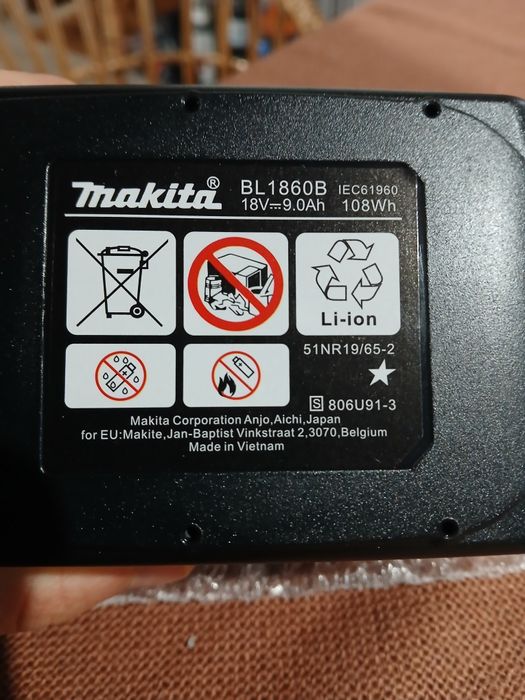 makita® BL1860B IEC61960
18V⎓9.0Ah 108Wh
Li-ion
51NR19/65-2
S 806U91-3
Makita Corporation Anjo,Aichi,Japan
for EU:Makite,Jan-Baptist Vinkstraat 2,3070,Belgium
Made in Vietnam